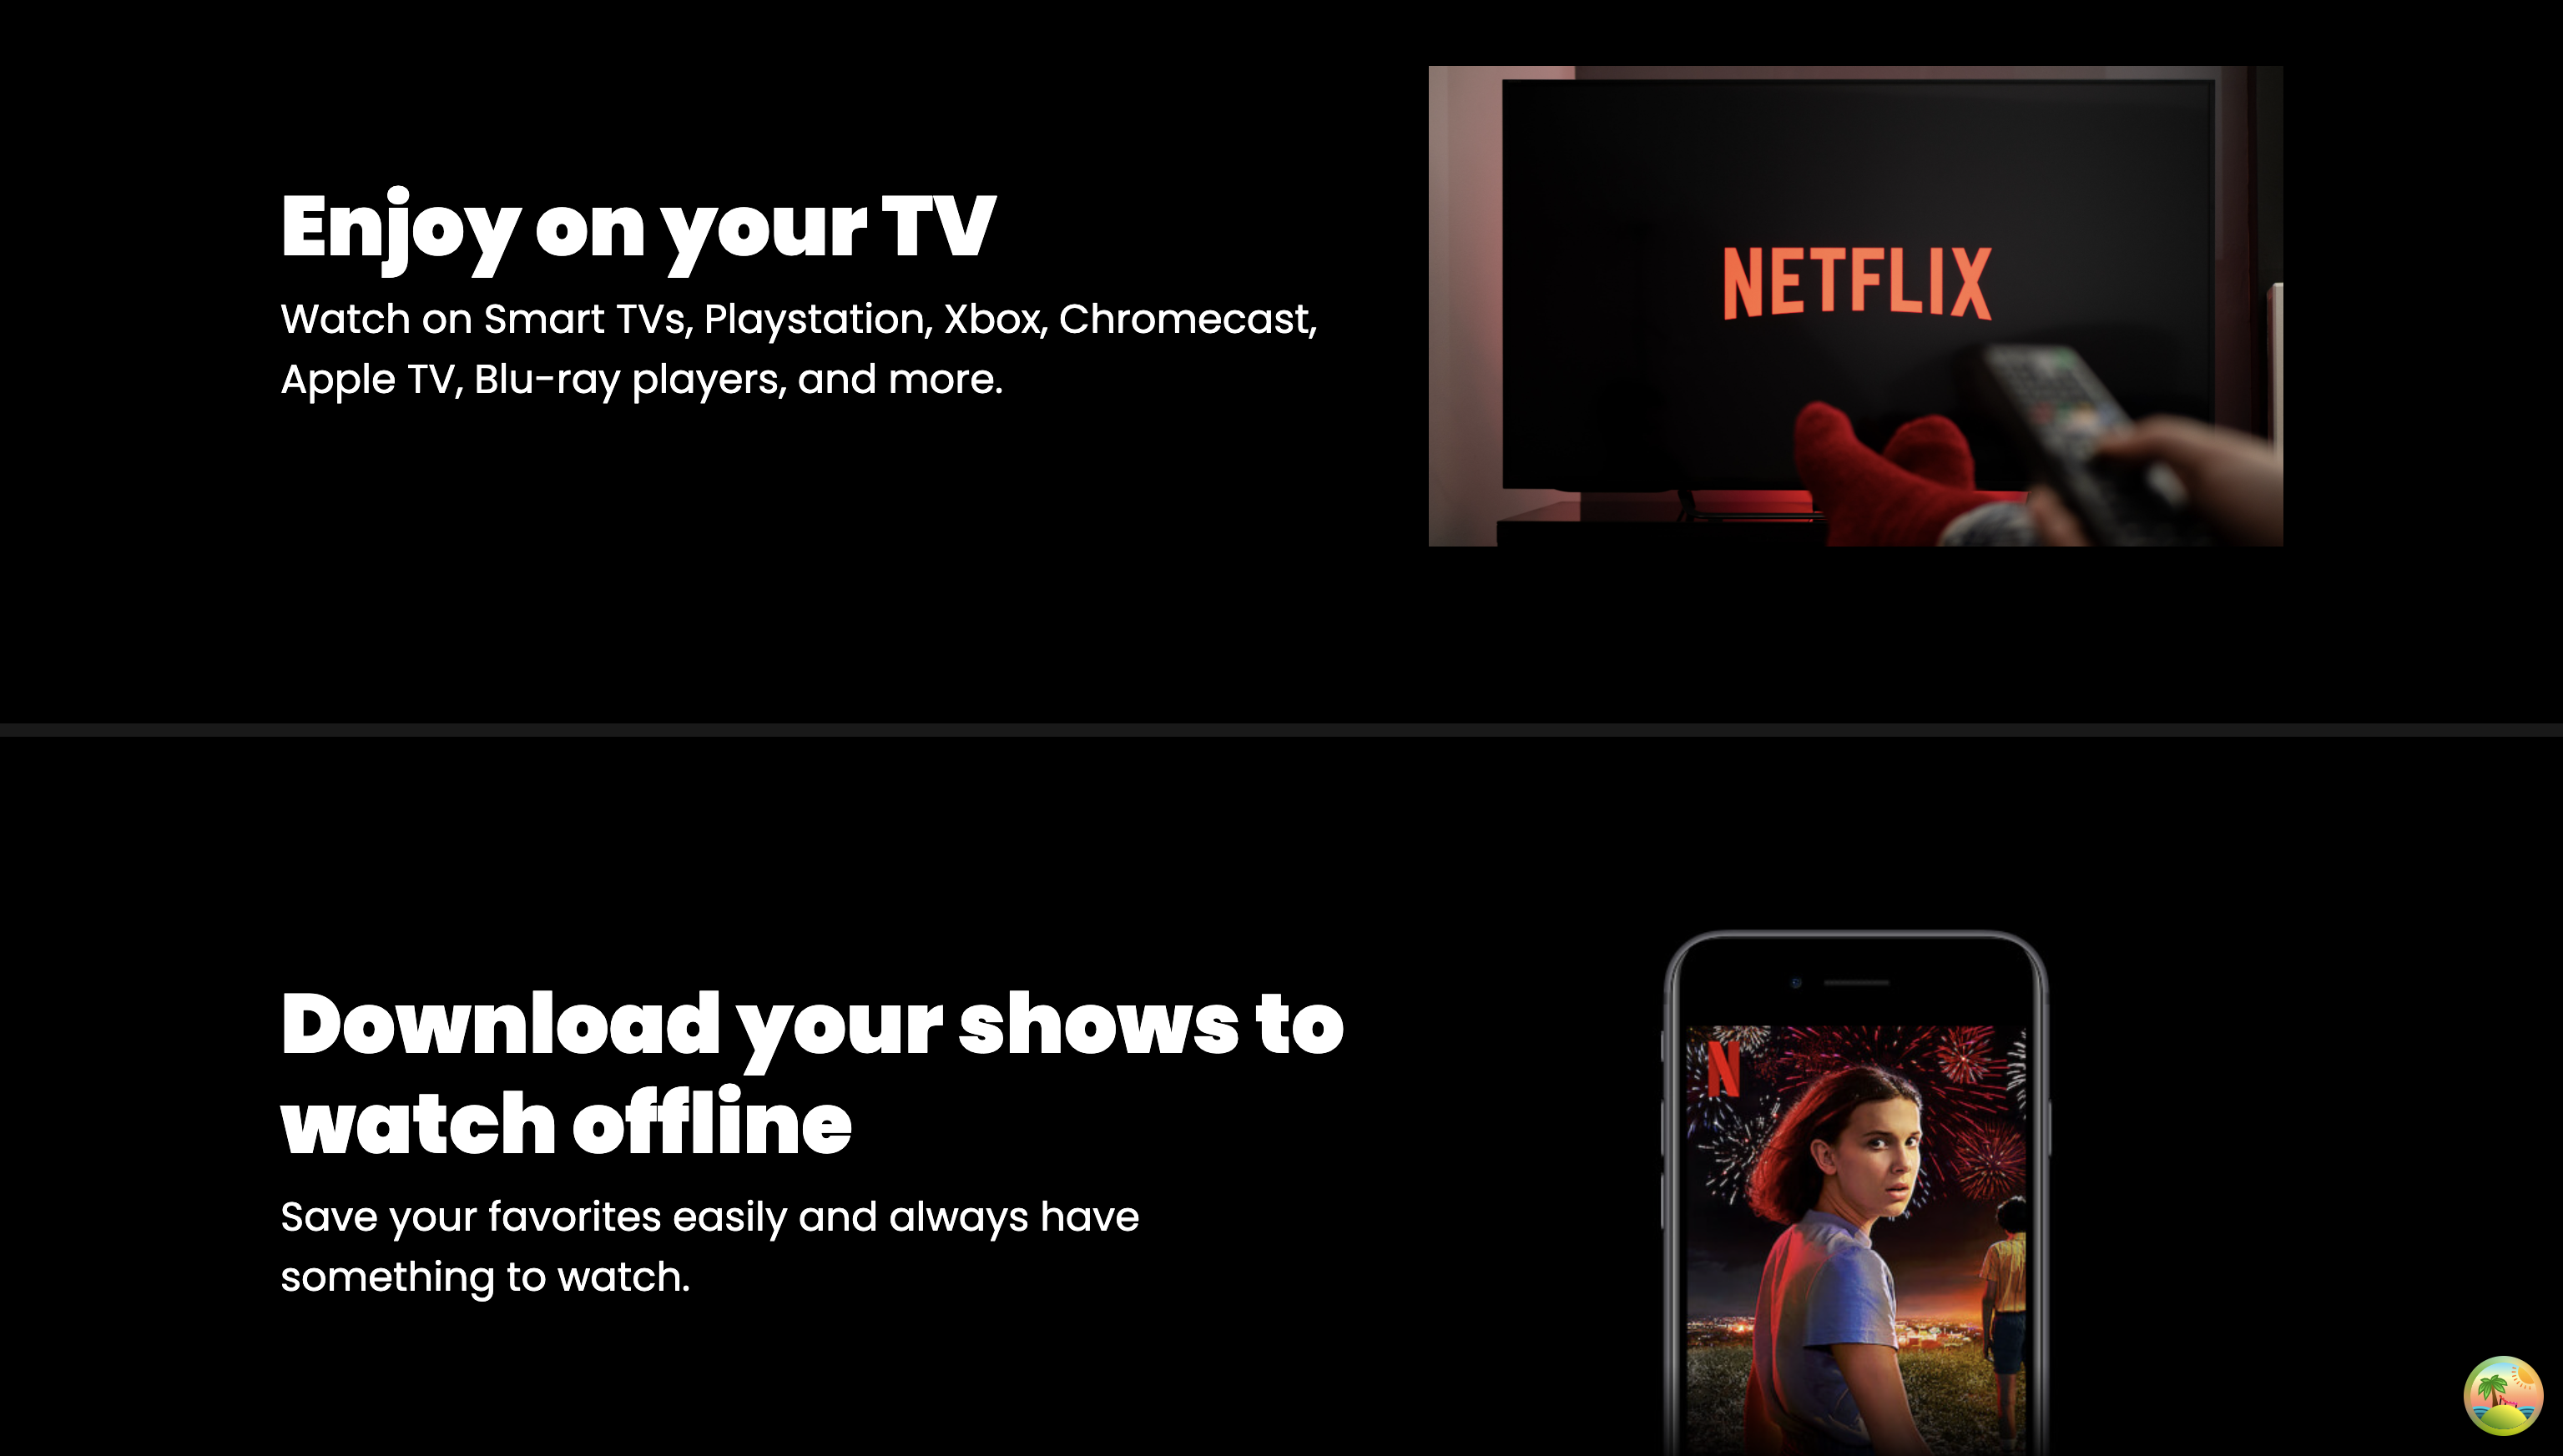 Enjoy on your TV
Watch on Smart TVs, Playstation, Xbox, Chromecast,
Apple TV, Blu-ray players, and more.
NETFLIX
Download your shows to
watch offline
Save your favorites easily and always have
something to watch.
N